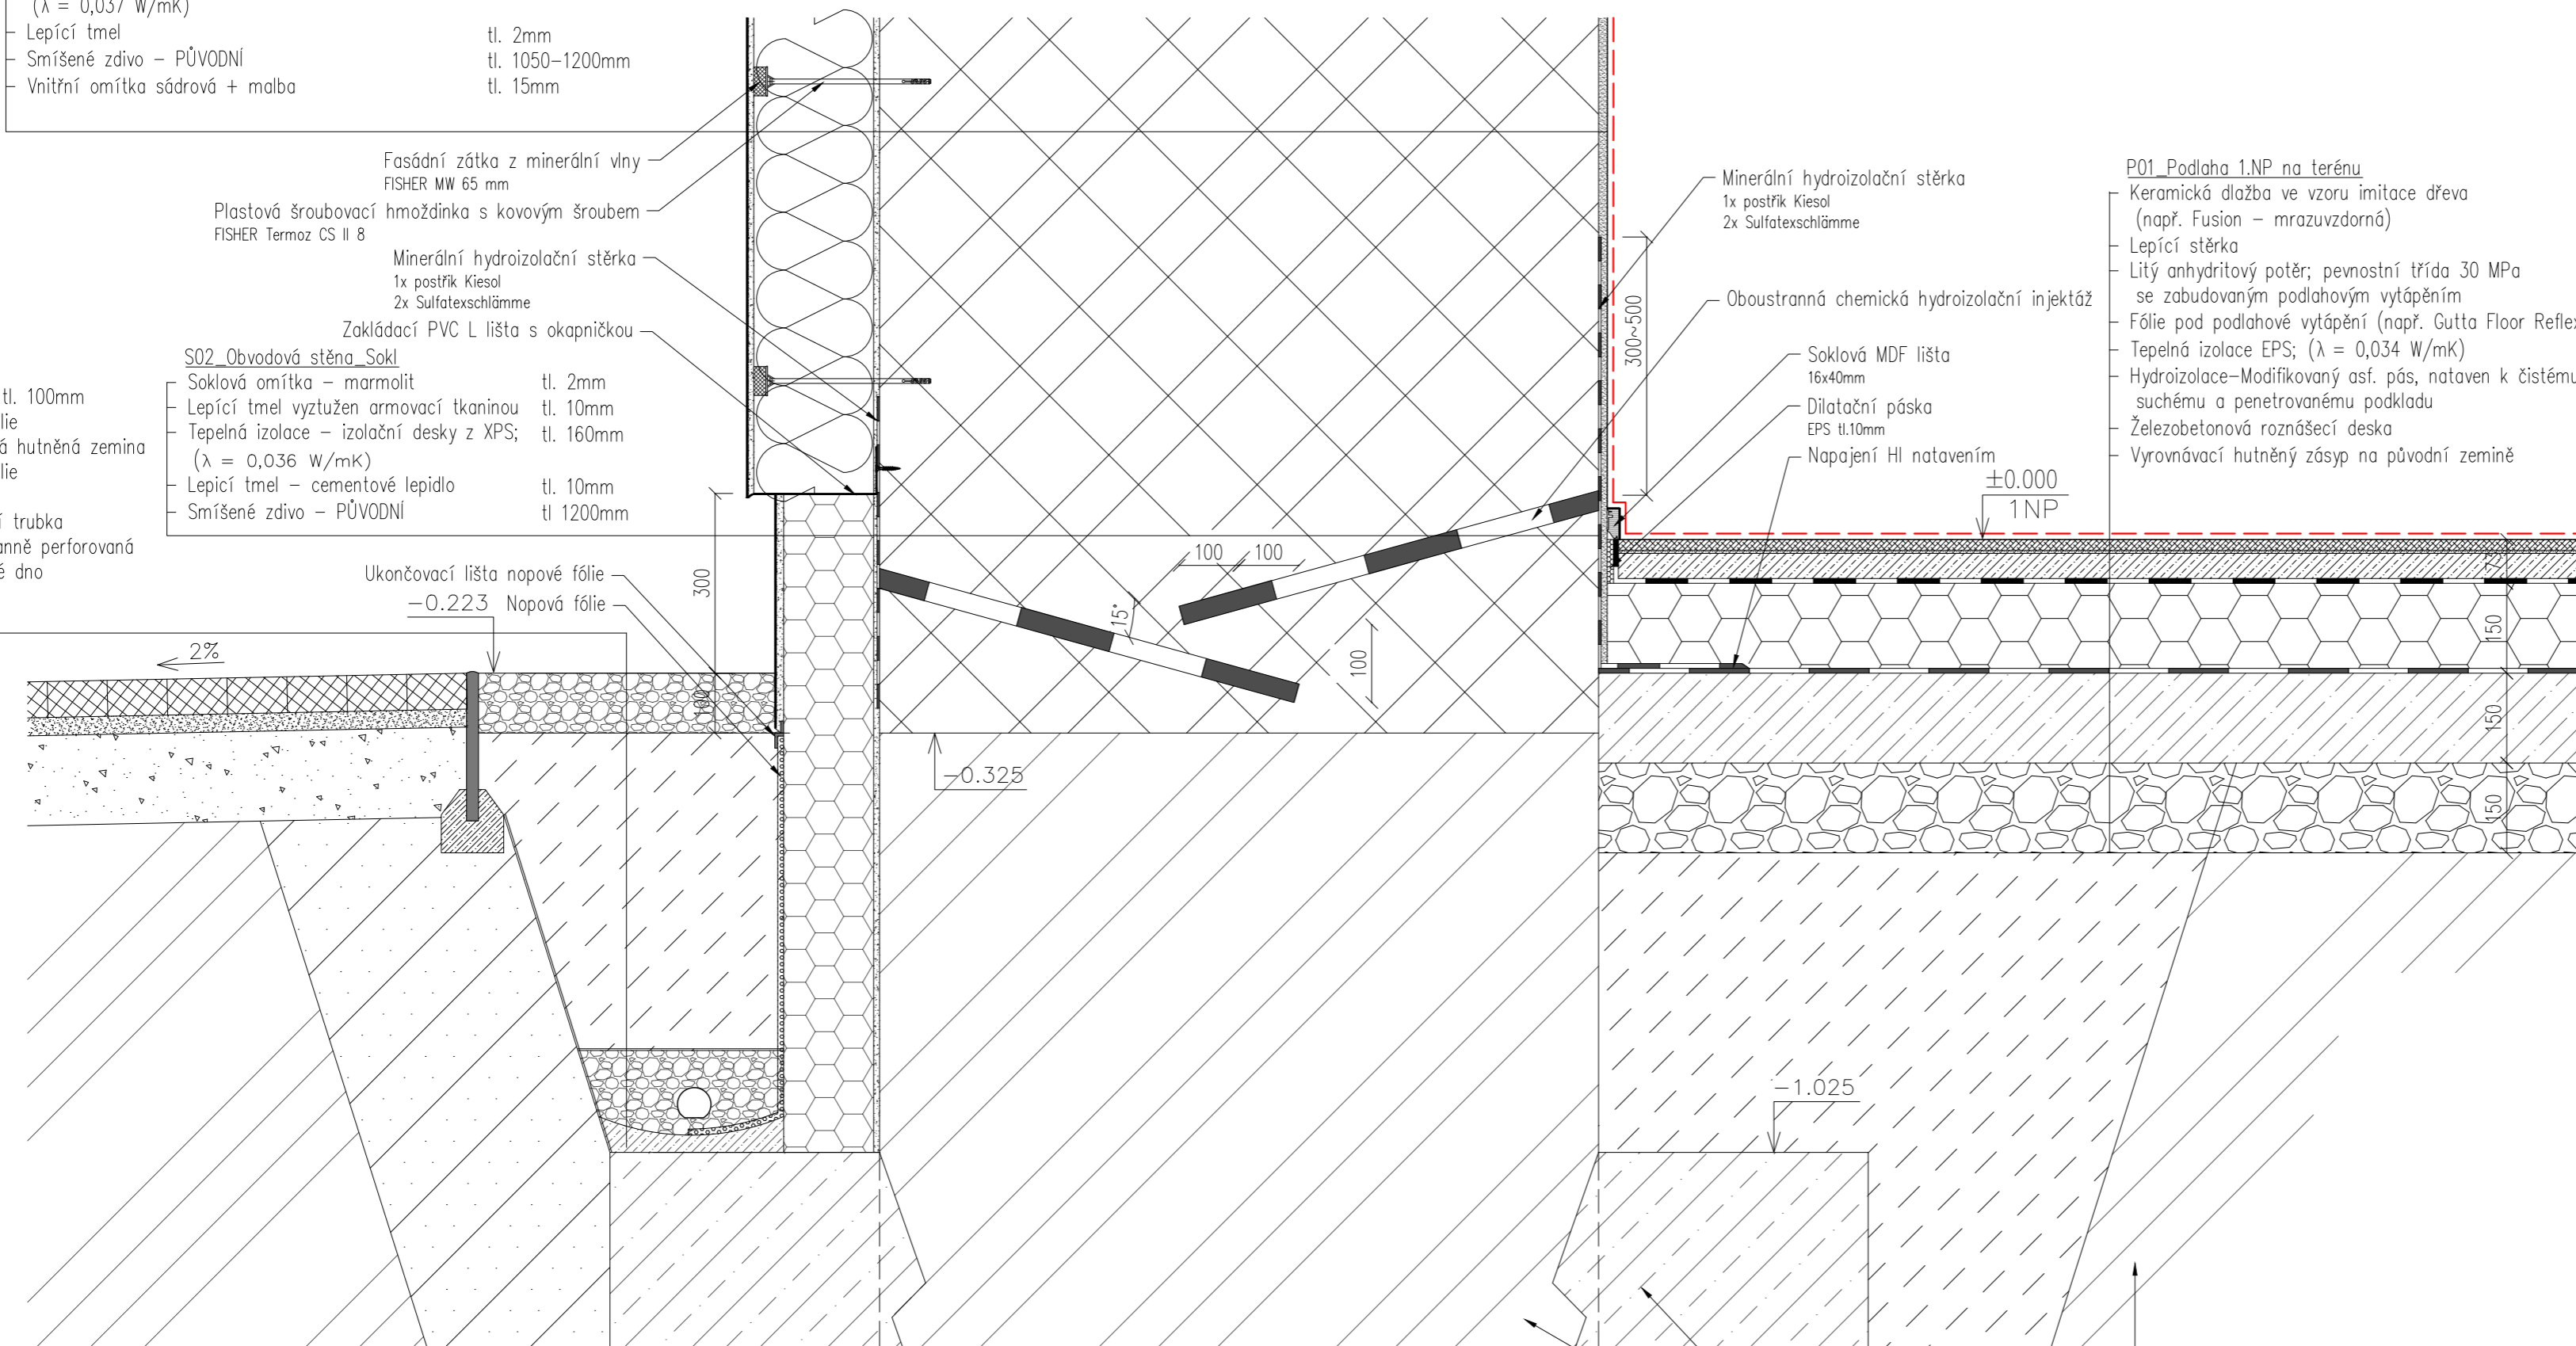 (λ = 0,037 W/mK)
Lepící tmel tl. 2mm
Smíšené zdivo – PŮVODNÍ tl. 1050–1200mm
Vnitřní omítka sádrová + malba tl. 15mm
Fasádní zátka z minerální vlny
FISHER MW 65 mm
Plastová šroubovací hmoždinka s kovovým šroubem
FISHER Termoz CS II 8
Minerální hydroizolační stěrka
1x postřik Kiesol
2x Sulfatexschlämme
Zakládací PVC L lišta s okapničkou
S02_Obvodová stěna_Sokl
Soklová omítka – marmolit tl. 2mm
Lepící tmel vyztužen armovací tkaninou tl. 10mm
Tepelná izolace – izolační desky z XPS; tl. 160mm
(λ = 0,036 W/mK)
Lepicí tmel – cementové lepidlo tl. 10mm
Smíšené zdivo – PŮVODNÍ tl 1200mm
tl. 100mm
lie
á hutněná zemina
lie
í trubka
anně perforovaná
é dno
Ukončovací lišta nopové fólie
–0.223 Nopová fólie
2%
300
100
–0.325
15°
100 100
100
Minerální hydroizolační stěrka
1x postřik Kiesol
2x Sulfatexschlämme
Oboustranná chemická hydroizolační injektáž
300~500
Soklová MDF lišta
16x40mm
Dilatační páska
EPS tl.10mm
Napajení HI natavením
±0.000
1NP
P01_Podlaha 1.NP na terénu
Keramická dlažba ve vzoru imitace dřeva
(např. Fusion – mrazuvzdorná)
Lepící stěrka
Litý anhydritový potěr; pevnostní třída 30 MPa
se zabudovaným podlahovým vytápěním
Fólie pod podlahové vytápění (např. Gutta Floor Reflex
Tepelná izolace EPS; (λ = 0,034 W/mK)
Hydroizolace–Modifikovaný asf. pás, nataven k čistému
suchému a penetrovanému podkladu
Železobetonová roznášecí deska
Vyrovnávací hutněný zásyp na původní zemině
150
150
150
–1.025